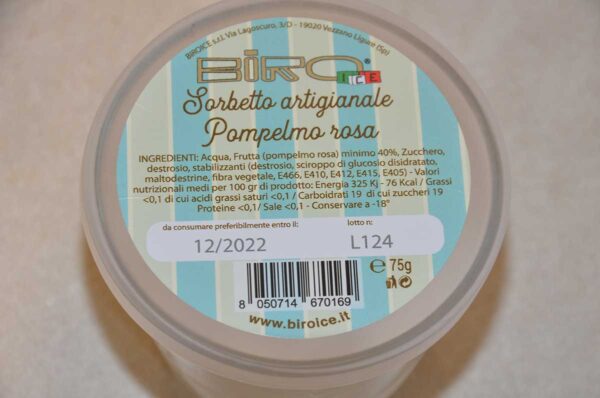 BIROICE s.r.l. Via Lagoscuro, 3/D - 19020 Vezzano Ligure (Sp)
BIRO®
ICE
Sorbetto artigianale
Pompelmo rosa
INGREDIENTI: Acqua, Frutta (pompelmo rosa) minimo 40%, Zucchero,
destrosio, stabilizzanti (destrosio, sciroppo di glucosio disidratato,
maltodestrine, fibra vegetale, E466, E410, E412, E415, E405) - Valori
nutrizionali medi per 100 gr di prodotto: Energia 325 Kj - 76 Kcal / Grassi
<0,1 di cui acidi grassi saturi <0,1 / Carboidrati 19 di cui zuccheri 19
Proteine <0,1/ Sale <0,1 - Conservare a -18°
da consumare preferibilmente entro il: lotto n:
12/2022 L124
℮ 75g
8 050714 670169
www.biroice.it